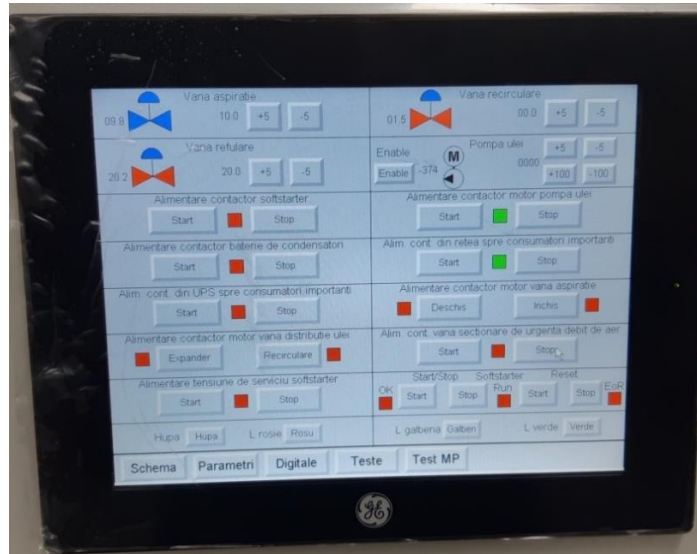 Vana aspiratie
09.8 10.0 +5 -5
Vana recirculare
01.5 00.0 +5 -5
Vana refulare
20.2 20.0 +5 -5
Enable Pompa ulei
Enable -374 M 0000 +5 -5
+100 -100
Alimentare contactor softstarter
Start Stop
Alimentare contactor motor pompa ulei
Start Stop
Alimentare contactor baterie de condensatori
Start Stop
Alim. cont. din retea spre consumatori importanti
Start Stop
Alim. cont. din UPS spre consumatori importanti
Start Stop
Alimentare contactor motor vana aspiratie
Deschis Inchis
Alimentare contactor motor vana distributie ulei
Expander Recirculare
Alim. cont. vana sectionare de urgenta debit de aer
Start Stop
Alimentare tensiune de serviciu softstarter
Start Stop
Start/Stop Softstarter Reset
OK Start Stop Run Start Stop EoR
Hupa Hupa L rosie Rosu
L galbena Galben L verde Verde
Schema Parametri Digitale Teste Test MP
GE